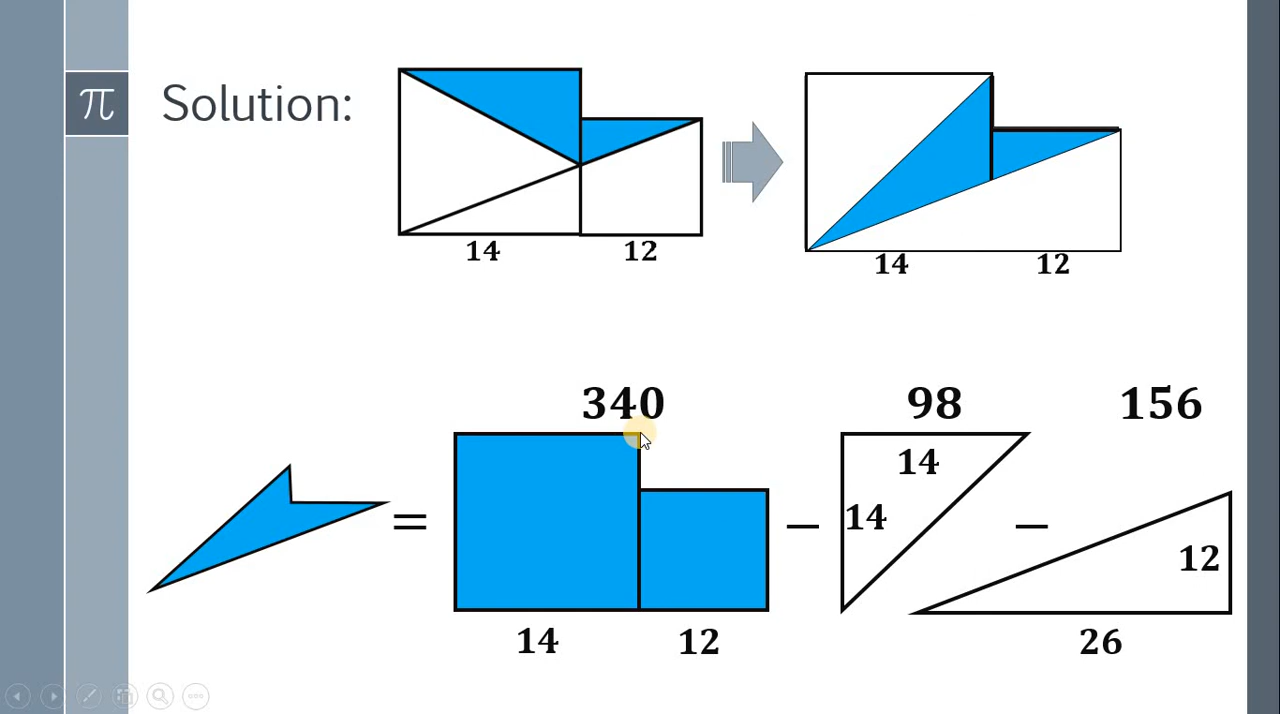 π
Solution:
14 12
14 12
340 98 156
14
14
= − −
12
14 12 26